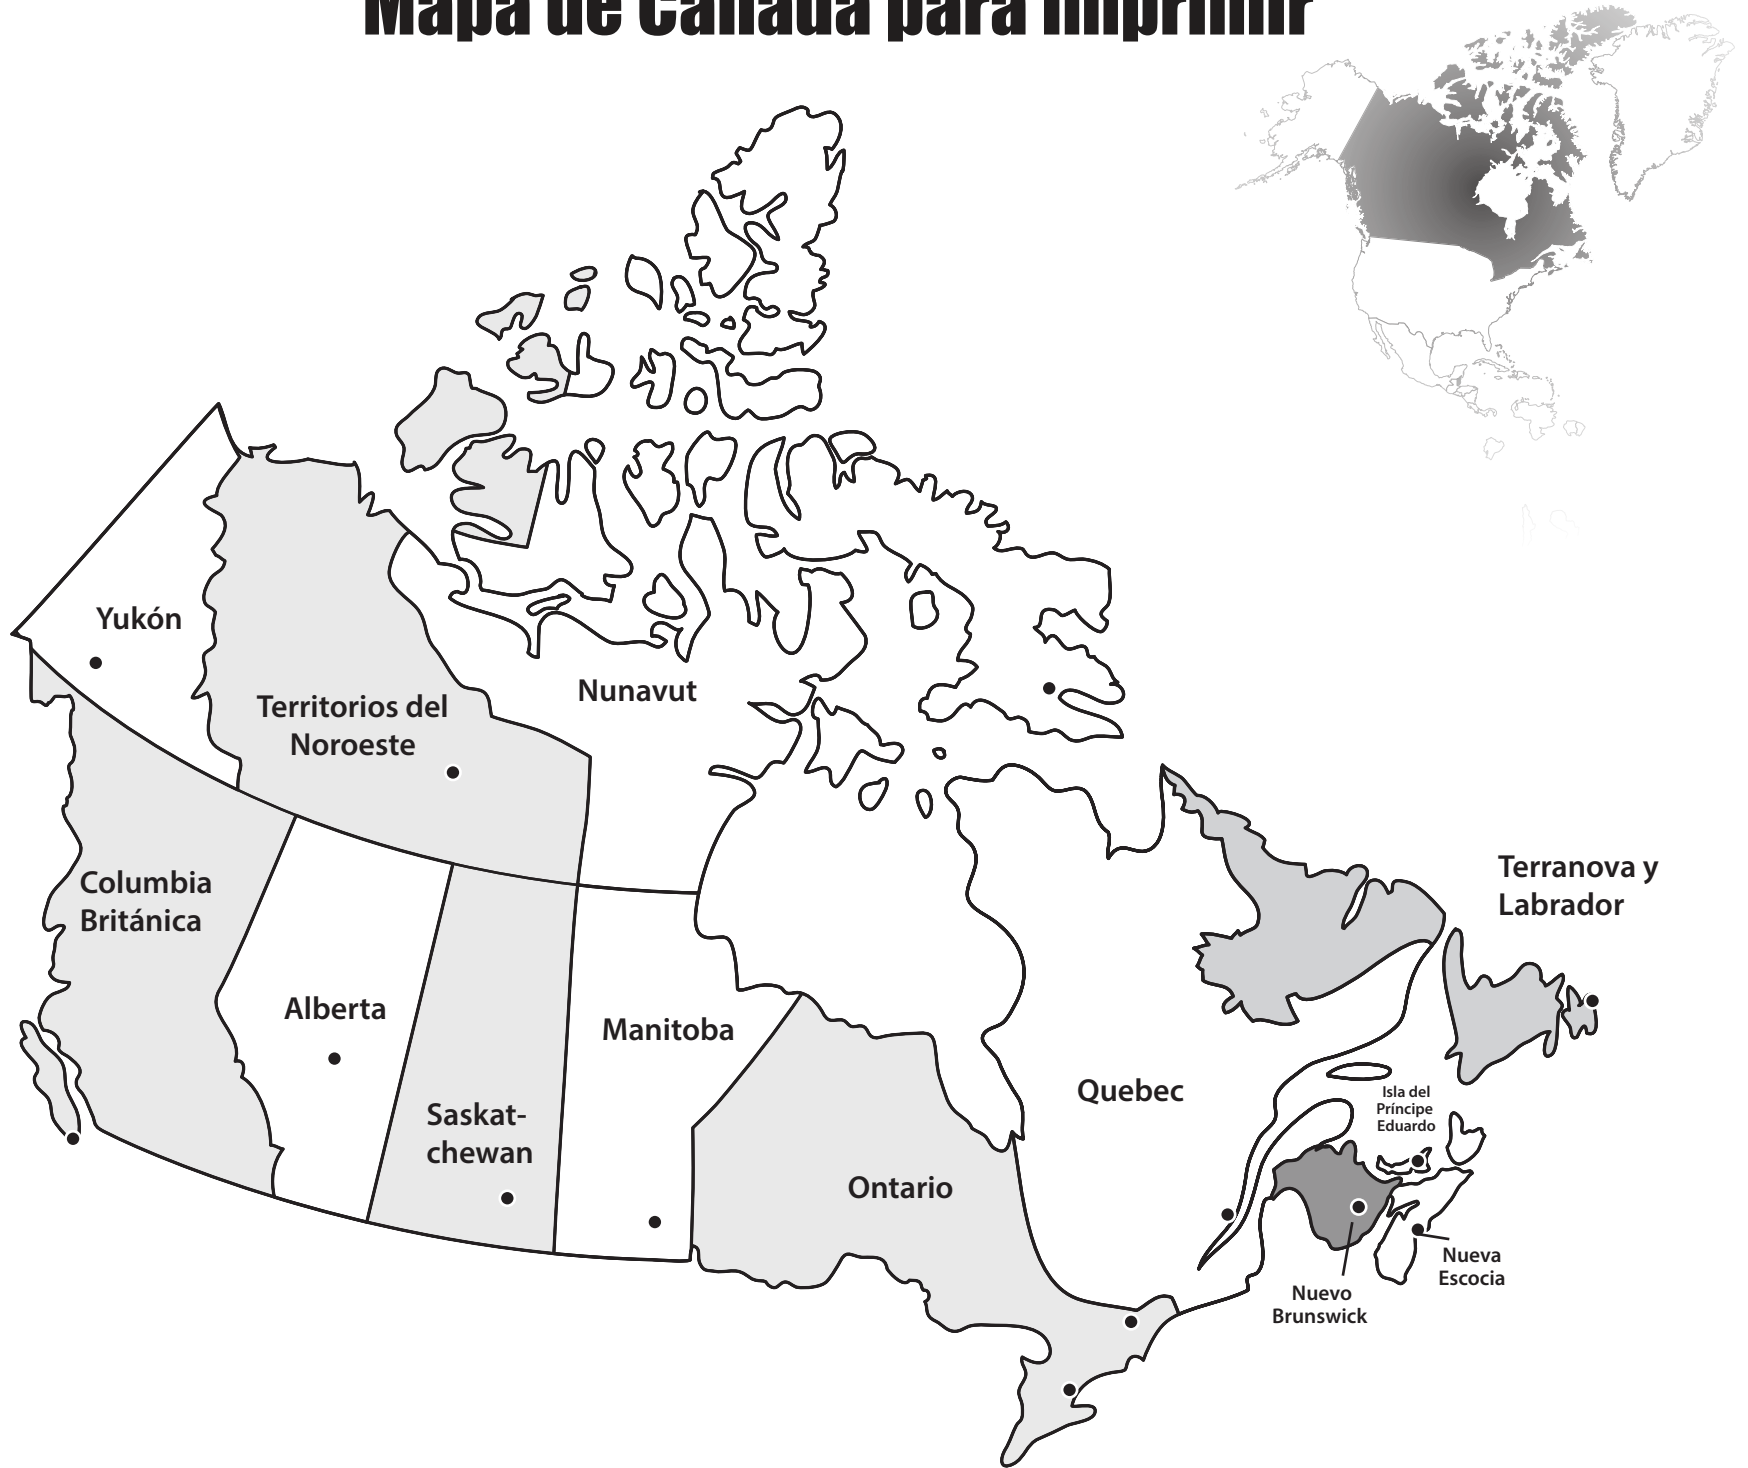 Mapa de Canadá para imprimir
Yukón
Territorios del
Noroeste
Nunavut
Columbia
Británica
Alberta
Saskat-
chewan
Manitoba
Ontario
Quebec
Terranova y
Labrador
Isla del
Príncipe
Eduardo
Nueva
Escocia
Nuevo
Brunswick